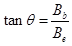 tan θ = B_b / B_e